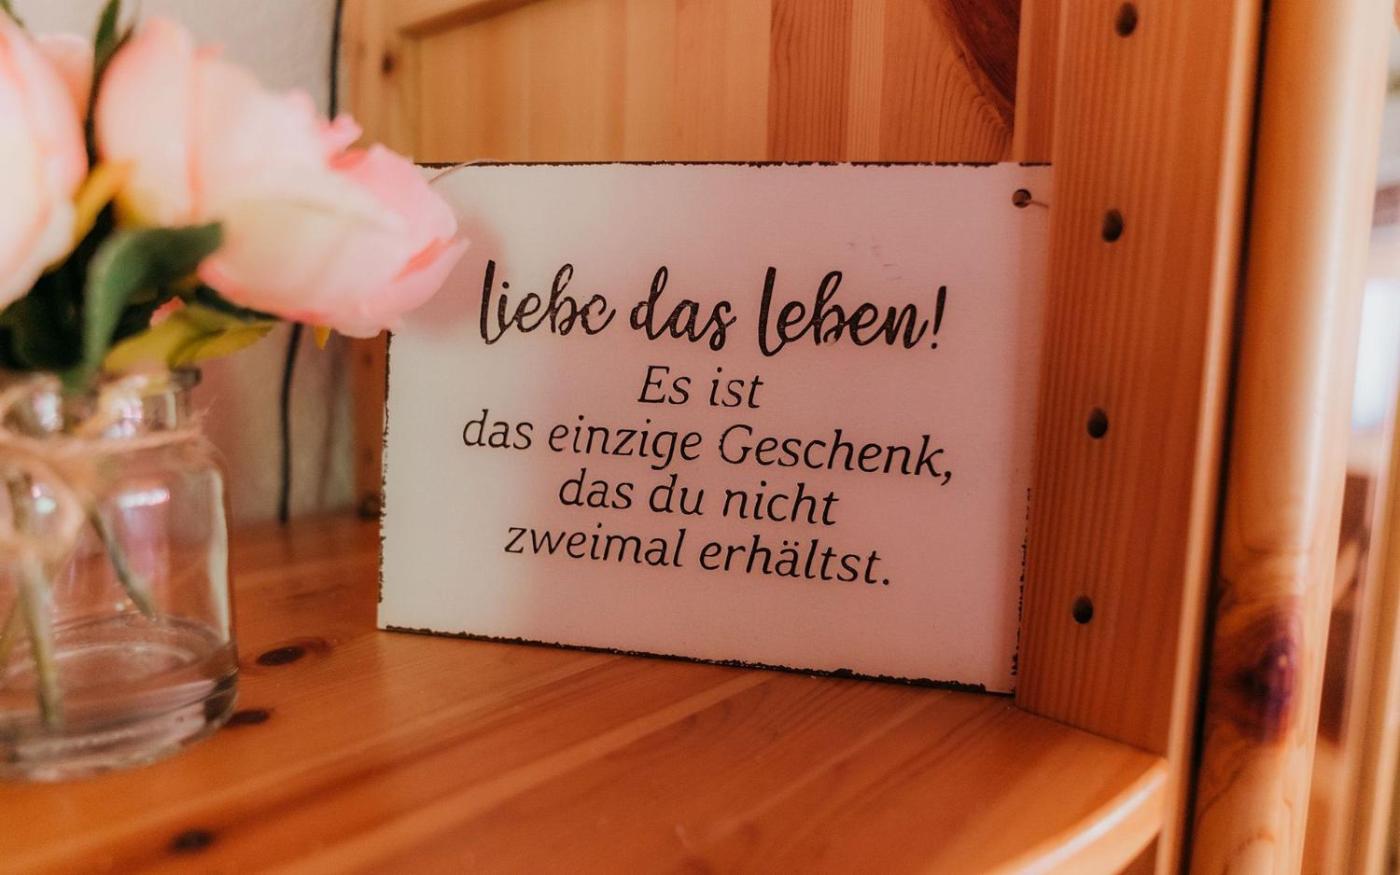 liebe das leben!
Es ist
das einzige Geschenk,
das du nicht
zweimal erhältst.